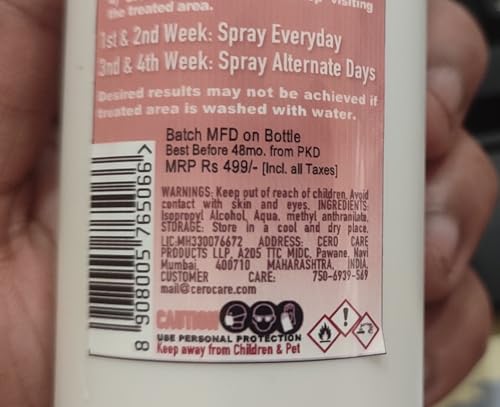 visiting
the treated area.
1st & 2nd Week: Spray Everyday
3nd & 4th Week: Spray Alternate Days
Desired results may not be achieved if
treated area is washed with water.
Batch MFD on Bottle
Best Before 48mo. from PKD
MRP Rs 499/- [Incl. all Taxes]
WARNINGS: Keep out of reach of children. Avoid
contact with skin and eyes. INGREDIENTS:
Isopropyl Alcohol, Aqua, methyl anthranilate.
STORAGE: Store in a cool and dry place.
LIC:MH330076672 ADDRESS: CERO CARE
PRODUCTS LLP, A205 TTC MIDC, Pawane, Navi
Mumbai 400710 MAHARASHTRA, INDIA.
CUSTOMER CARE: 750-6939-569
mail@cerocare.com
8 908005 765066 >
CAUTION
USE PERSONAL PROTECTION
Keep away from Children & Pet